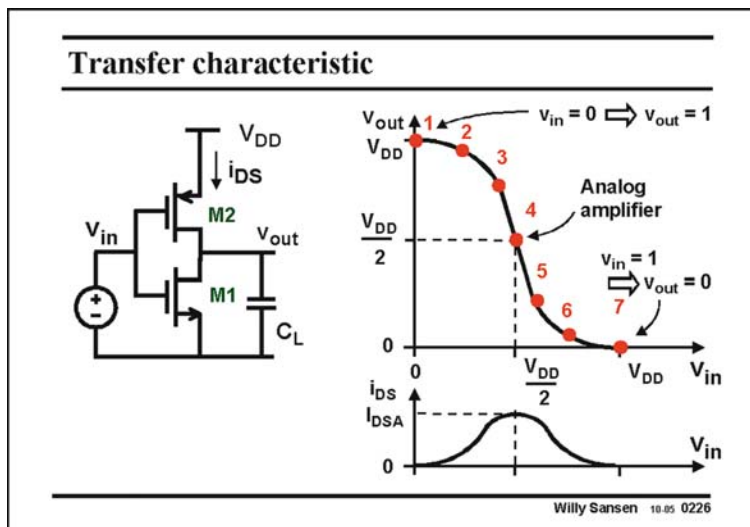 Transfer characteristic
V_DD
i_DS
M2
V_in
v_out
M1
+
−
C_L
v_out
V_DD
1
2
3
4
5
6
7
v_in = 0 ⇨ v_out = 1
Analog
amplifier
V_DD
2
v_in = 1
⇨ v_out = 0
0
0
V_DD
2
V_DD
V_in
i_DS
I_DSA
0
V_in
Willy Sansen 10-05 0226